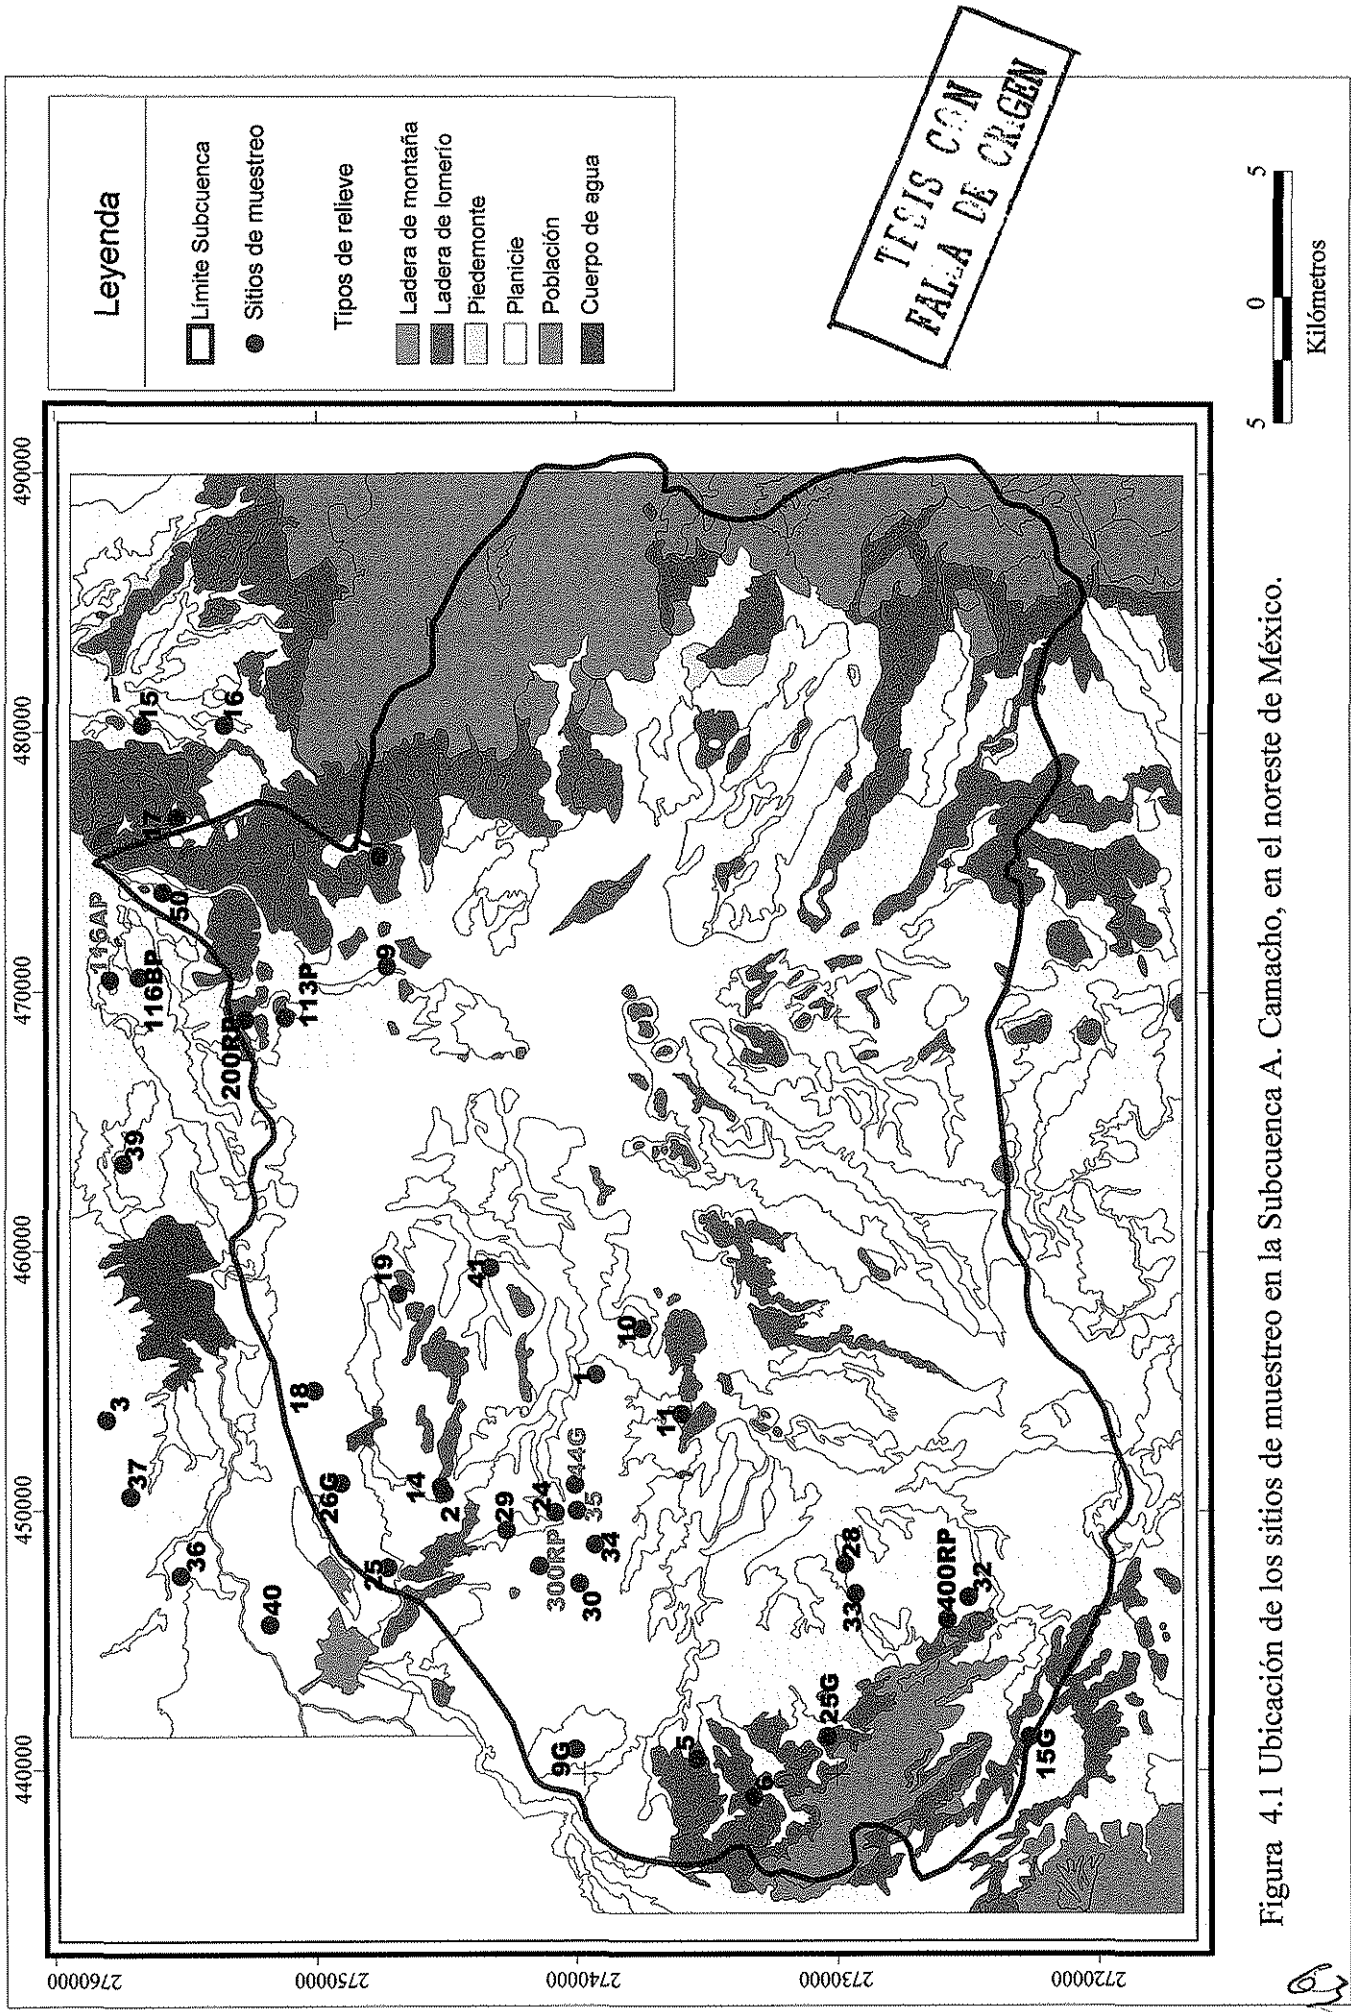 440000
450000
460000
470000
480000
490000
2760000
2750000
2740000
2730000
2720000
36
37
3
39
116AP
116BP
50
17
15
16
40
26G
18
200RP
113P
25
14
2
19
9
29
41
24
300RP
35
44G
30
34
1
10
9G
11
5
6
25G
33
28
400RP
32
15G
Leyenda
Límite Subcuenca
Sitios de muestreo
Tipos de relieve
Ladera de montaña
Ladera de lomerío
Piedemonte
Planicie
Población
Cuerpo de agua
TESIS CON
FALLA DE ORIGEN
5 0 5
Kilómetros
Figura 4.1 Ubicación de los sitios de muestreo en la Subcuenca A. Camacho, en el noreste de México.
63